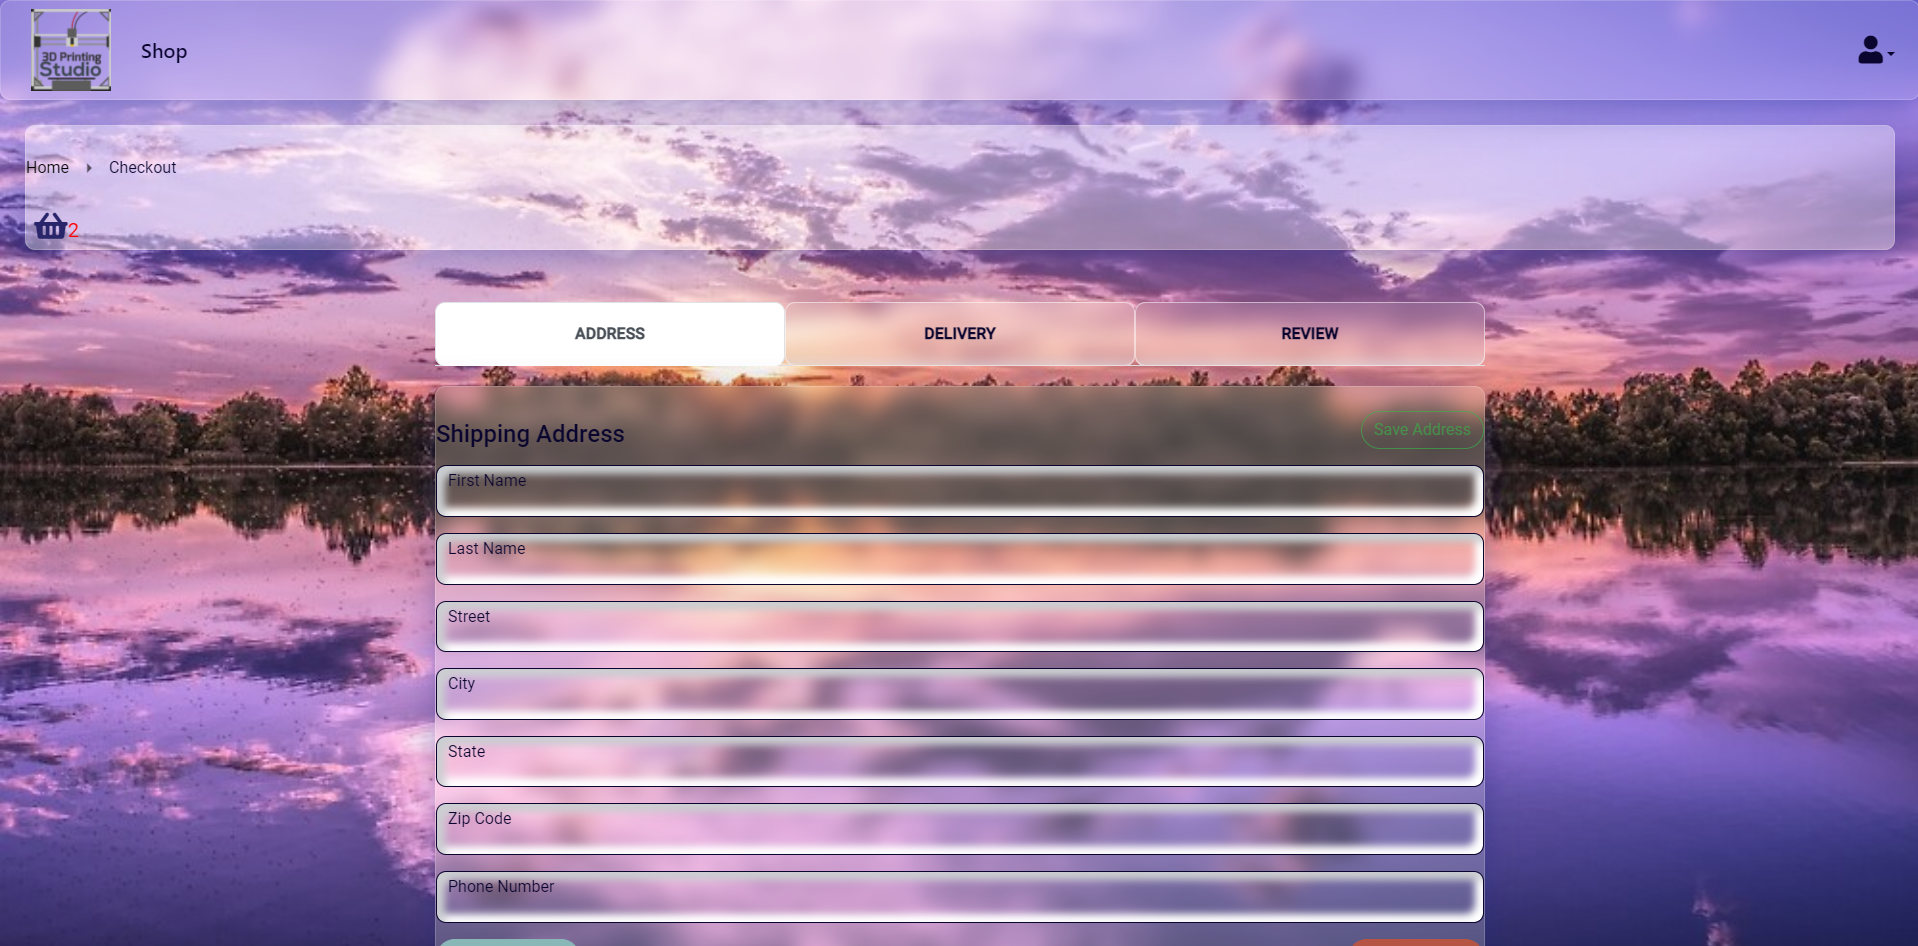 3D Printing
Studio
Shop
Home
Checkout
2
ADDRESS
DELIVERY
REVIEW
Shipping Address
Save Address
First Name
Last Name
Street
City
State
Zip Code
Phone Number